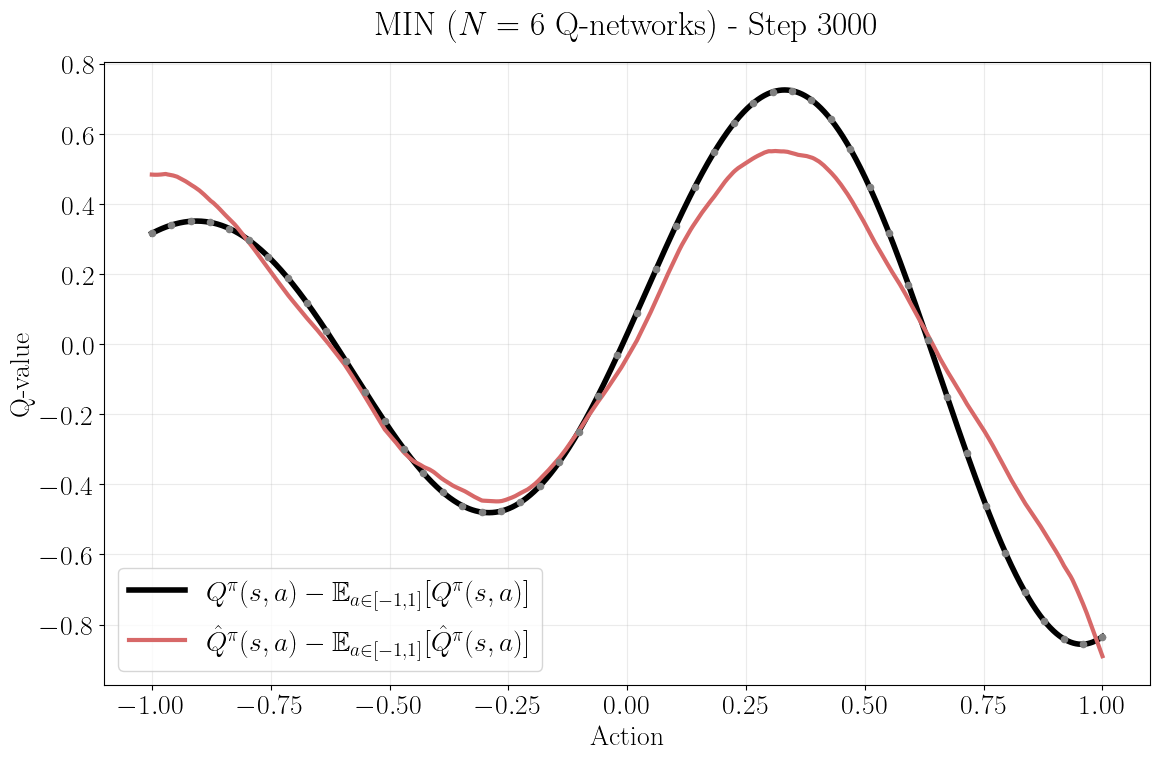 MIN (N = 6 Q-networks) - Step 3000
0.8
0.6
0.4
0.2
0.0
−0.2
−0.4
−0.6
−0.8
Q-value
Q^π(s, a) − 𝔼_{a∈[−1,1]}[Q^π(s, a)]
Q̂^π(s, a) − 𝔼_{a∈[−1,1]}[Q̂^π(s, a)]
−1.00 −0.75 −0.50 −0.25 0.00 0.25 0.50 0.75 1.00
Action